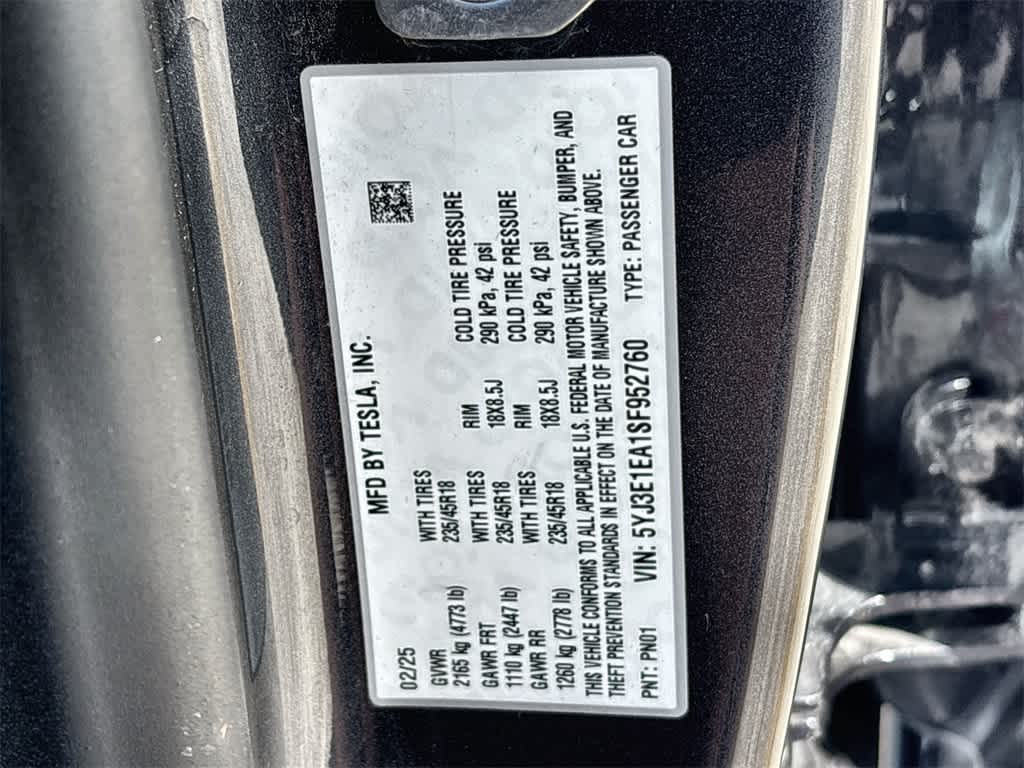 MFD BY TESLA, INC.
02/25
GVWR WITH TIRES RIM COLD TIRE PRESSURE
2165 kg (4773 lb) 235/45R18 18X8.5J 290 kPa, 42 psi
GAWR FRT WITH TIRES RIM COLD TIRE PRESSURE
1110 kg (2447 lb) 235/45R18 18X8.5J 290 kPa, 42 psi
GAWR RR WITH TIRES
1260 kg (2778 lb) 235/45R18
THIS VEHICLE CONFORMS TO ALL APPLICABLE U.S. FEDERAL MOTOR VEHICLE SAFETY, BUMPER, AND
THEFT PREVENTION STANDARDS IN EFFECT ON THE DATE OF MANUFACTURE SHOWN ABOVE.
PNT: PN01 VIN: 5YJ3E1EA1SF952760 TYPE: PASSENGER CAR